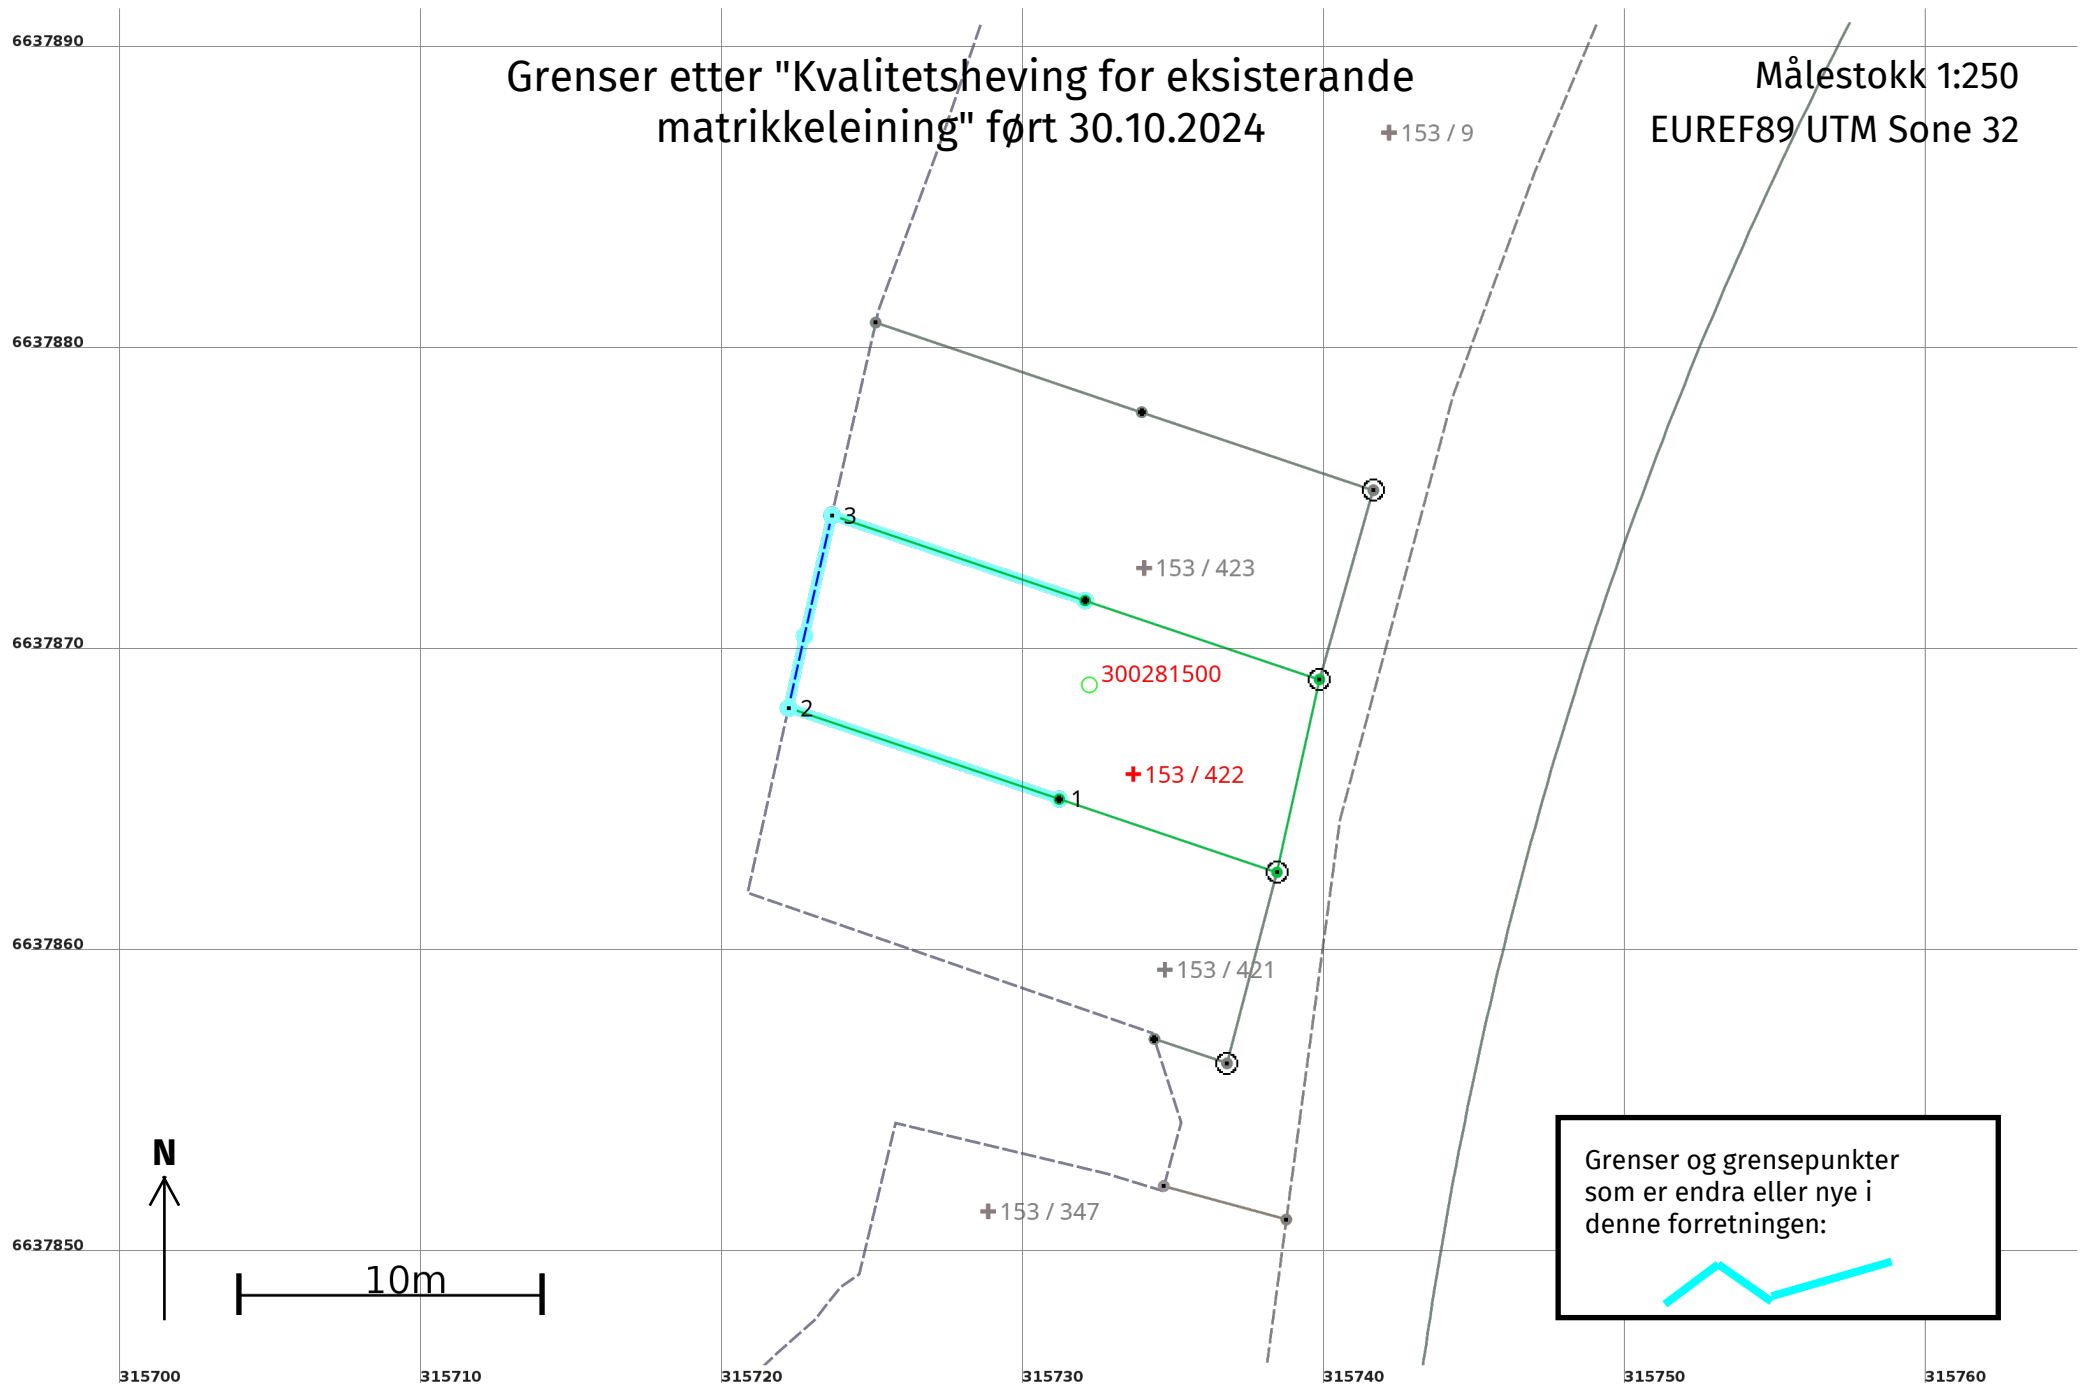 6637890
Grenser etter "Kvalitetsheving for eksisterande
matrikkeleining" ført 30.10.2024
Målestokk 1:250
EUREF89 UTM Sone 32
153 / 9
6637880
3
153 / 423
6637870
300281500
2
153 / 422
1
6637860
153 / 421
N
153 / 347
Grenser og grensepunkter
som er endra eller nye i
denne forretningen:
6637850
10m
315700
315710
315720
315730
315740
315750
315760